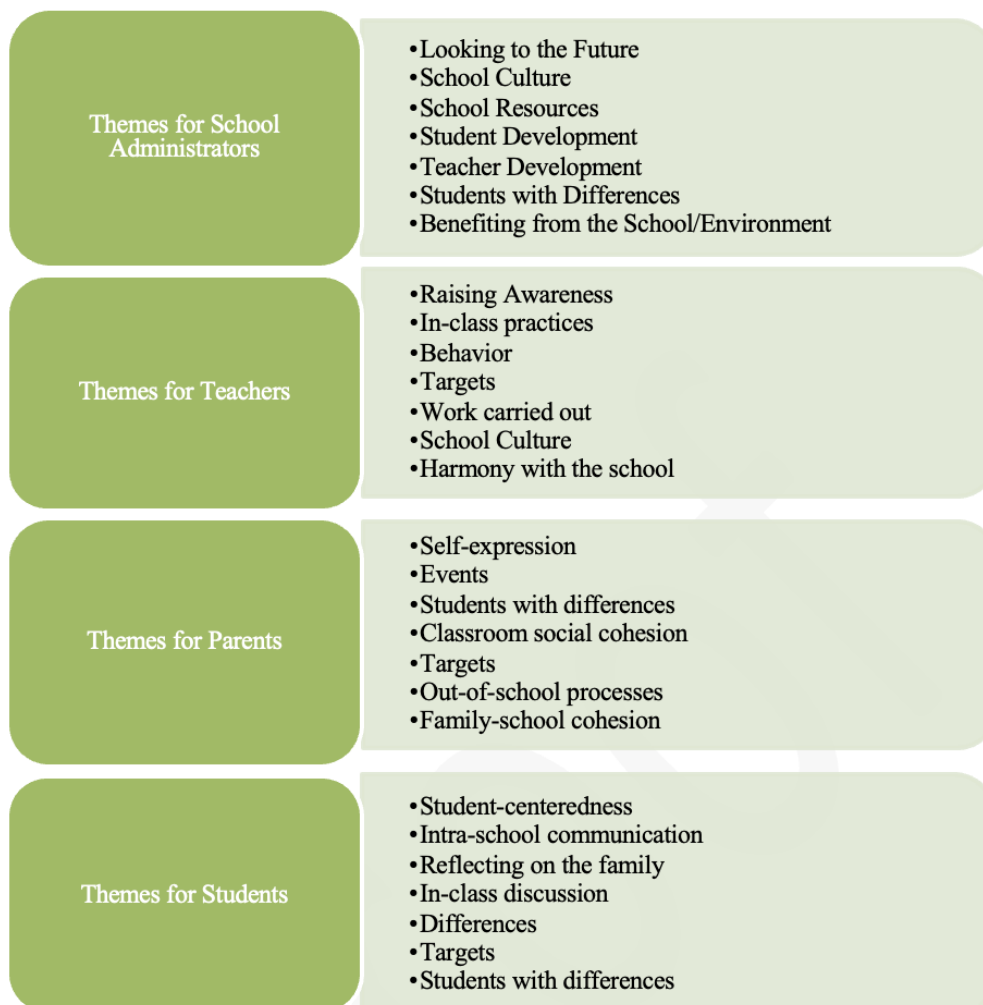 Themes for School
Administrators
•Looking to the Future
•School Culture
•School Resources
•Student Development
•Teacher Development
•Students with Differences
•Benefiting from the School/Environment
Themes for Teachers
•Raising Awareness
•In-class practices
•Behavior
•Targets
•Work carried out
•School Culture
•Harmony with the school
Themes for Parents
•Self-expression
•Events
•Students with differences
•Classroom social cohesion
•Targets
•Out-of-school processes
•Family-school cohesion
Themes for Students
•Student-centeredness
•Intra-school communication
•Reflecting on the family
•In-class discussion
•Differences
•Targets
•Students with differences